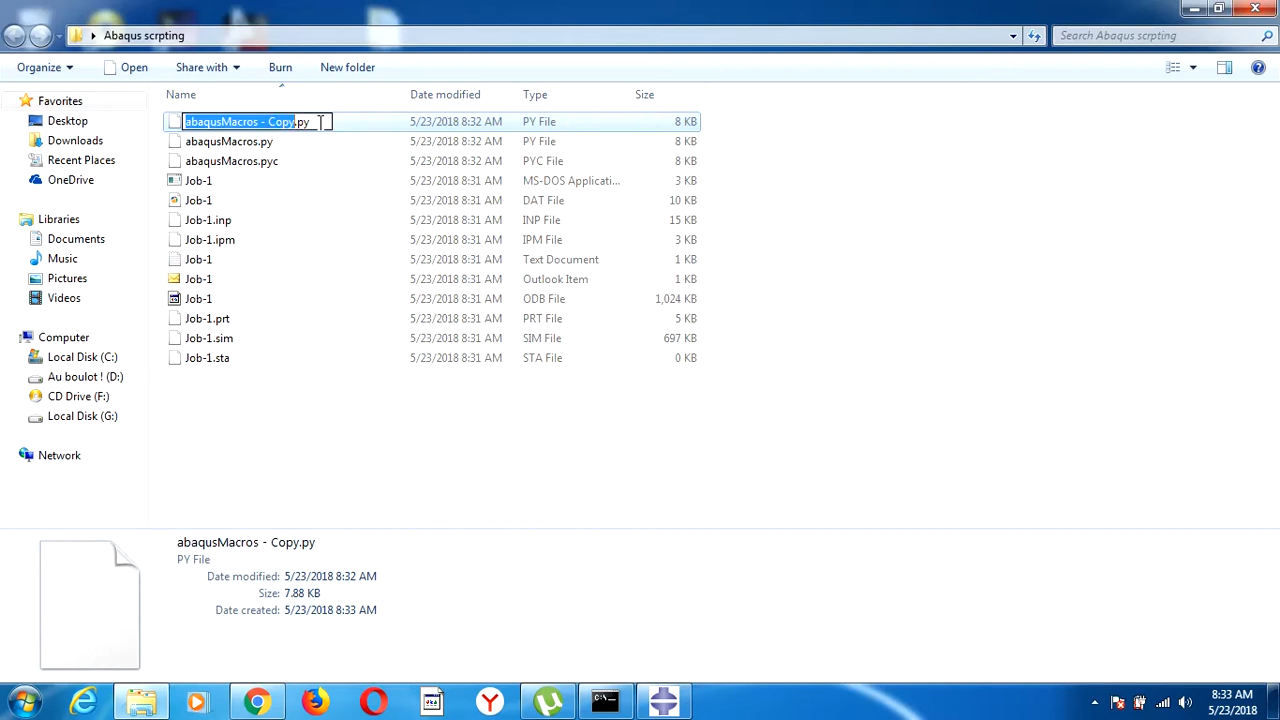 Abaqus scrpting
Search Abaqus scrpting
Organize Open Share with Burn New folder
Favorites
Desktop
Downloads
Recent Places
OneDrive
Libraries
Documents
Music
Pictures
Videos
Computer
Local Disk (C:)
Au boulot ! (D:)
CD Drive (F:)
Local Disk (G:)
Network
Name Date modified Type Size
abaqusMacros - Copy.py 5/23/2018 8:32 AM PY File 8 KB
abaqusMacros.py 5/23/2018 8:32 AM PY File 8 KB
abaqusMacros.pyc 5/23/2018 8:32 AM PYC File 8 KB
Job-1 5/23/2018 8:31 AM MS-DOS Applicati... 3 KB
Job-1 5/23/2018 8:31 AM DAT File 10 KB
Job-1.inp 5/23/2018 8:31 AM INP File 15 KB
Job-1.ipm 5/23/2018 8:31 AM IPM File 3 KB
Job-1 5/23/2018 8:31 AM Text Document 1 KB
Job-1 5/23/2018 8:31 AM Outlook Item 1 KB
Job-1 5/23/2018 8:31 AM ODB File 1,024 KB
Job-1.prt 5/23/2018 8:31 AM PRT File 5 KB
Job-1.sim 5/23/2018 8:31 AM SIM File 697 KB
Job-1.sta 5/23/2018 8:31 AM STA File 0 KB
abaqusMacros - Copy.py
PY File
Date modified: 5/23/2018 8:32 AM
Size: 7.88 KB
Date created: 5/23/2018 8:33 AM
8:33 AM
5/23/2018